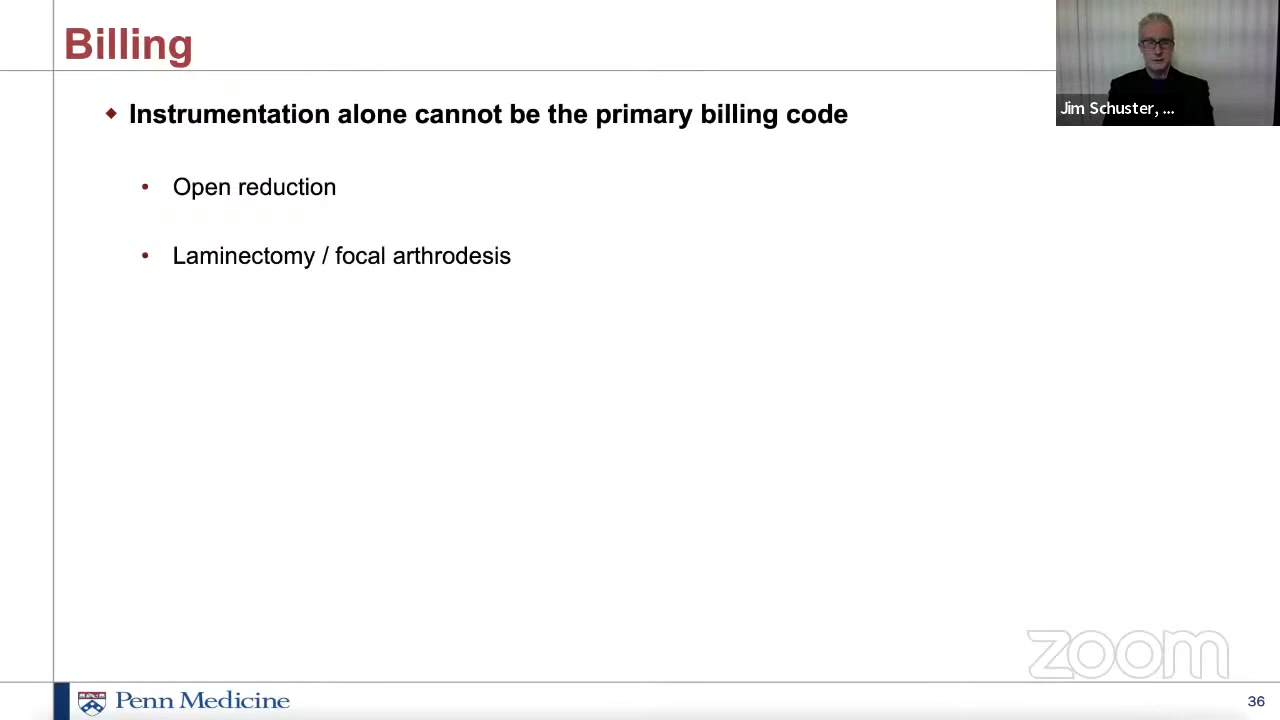 Billing
Instrumentation alone cannot be the primary billing code
Open reduction
Laminectomy / focal arthrodesis
Jim Schuster, ...
zoom
Penn Medicine
36